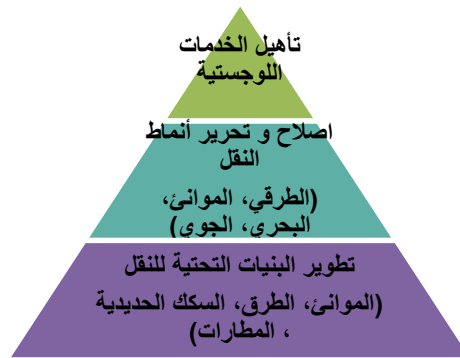 تأهيل الخدمات
اللوجستية
اصلاح و تحرير أنماط
النقل
(الطرقي، الموانئ،
البحري، الجوي)
تطوير البنيات التحتية للنقل
(الموانئ، الطرق، السكك الحديدية
، المطارات)